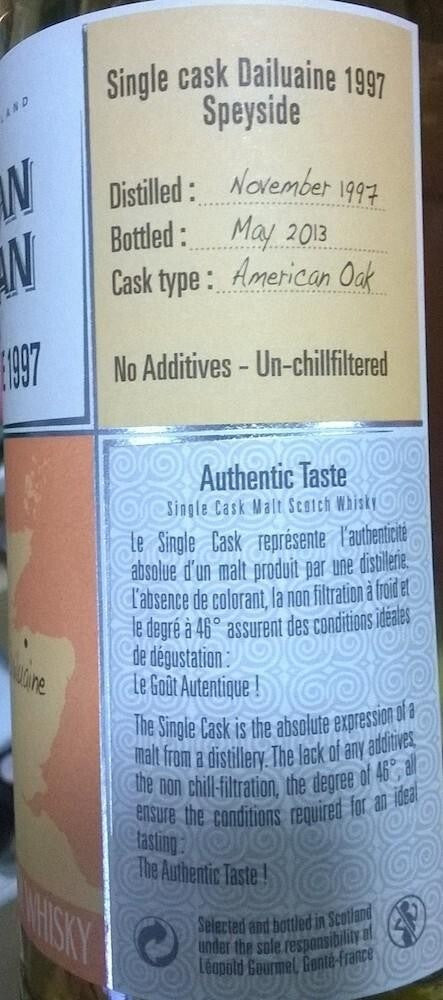 LAND
AN
AN
E 1997
uaine
WHISKY
Single cask Dailuaine 1997
Speyside
Distilled : November 1997
Bottled : May 2013
Cask type : American Oak
No Additives - Un-chillfiltered
Authentic Taste
Single Cask Malt Scotch Whisky
Le Single Cask représente l'authenticité
absolue d'un malt produit par une distillerie.
L'absence de colorant, la non filtration à froid et
le degré à 46° assurent des conditions idéales
de dégustation :
Le Goût Autentique !
The Single Cask is the absolute expression of a
malt from a distillery. The lack of any additives,
the non chill-filtration, the degree of 46°, all
ensure the conditions required for an ideal
tasting :
The Authentic Taste !
Selected and bottled in Scotland
under the sole responsibility of
Léopold Gourmel, Genté-France